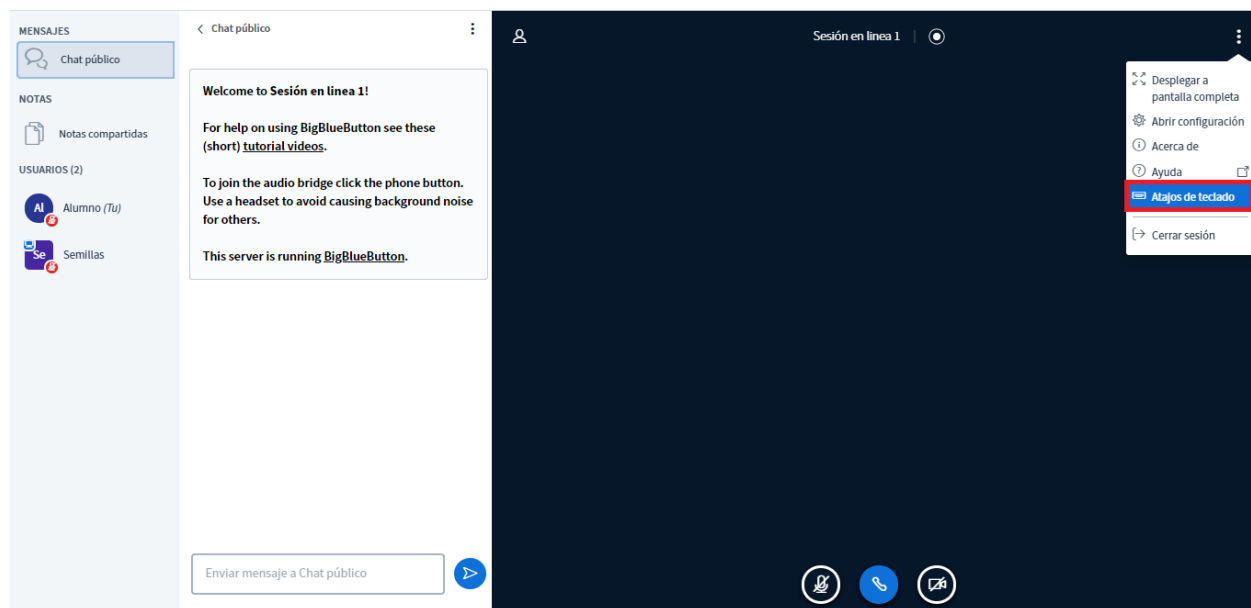 MENSAJES
Chat público
NOTAS
Notas compartidas
USUARIOS (2)
Al Alumno (Tu)
Se Semillas
Chat público
Welcome to Sesión en linea 1!
For help on using BigBlueButton see these
(short) tutorial videos.
To join the audio bridge click the phone button.
Use a headset to avoid causing background noise
for others.
This server is running BigBlueButton.
Enviar mensaje a Chat público
Sesión en linea 1
Desplegar a
pantalla completa
Abrir configuración
Acerca de
Ayuda
Atajos de teclado
Cerrar sesión